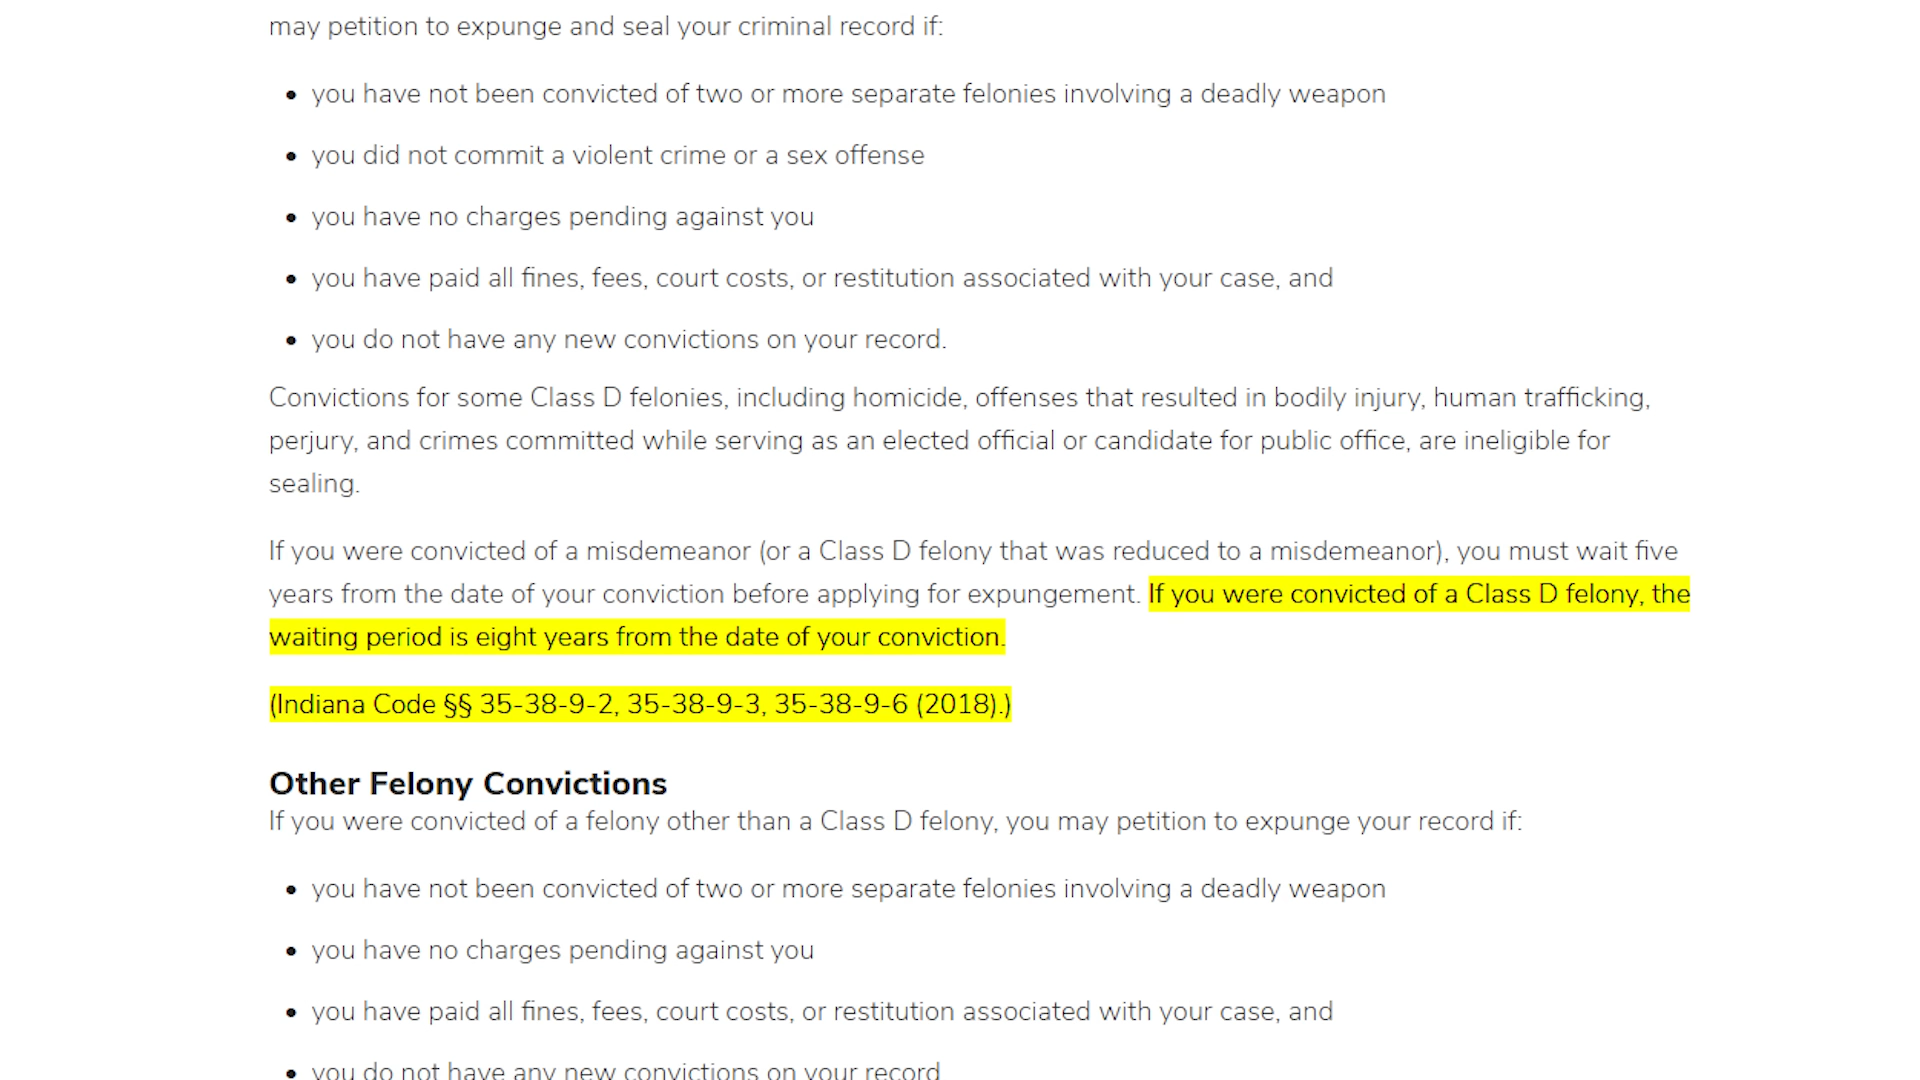 may petition to expunge and seal your criminal record if:
• you have not been convicted of two or more separate felonies involving a deadly weapon
• you did not commit a violent crime or a sex offense
• you have no charges pending against you
• you have paid all fines, fees, court costs, or restitution associated with your case, and
• you do not have any new convictions on your record.
Convictions for some Class D felonies, including homicide, offenses that resulted in bodily injury, human trafficking,
perjury, and crimes committed while serving as an elected official or candidate for public office, are ineligible for
sealing.
If you were convicted of a misdemeanor (or a Class D felony that was reduced to a misdemeanor), you must wait five
years from the date of your conviction before applying for expungement. If you were convicted of a Class D felony, the
waiting period is eight years from the date of your conviction.
(Indiana Code §§ 35-38-9-2, 35-38-9-3, 35-38-9-6 (2018).)
Other Felony Convictions
If you were convicted of a felony other than a Class D felony, you may petition to expunge your record if:
• you have not been convicted of two or more separate felonies involving a deadly weapon
• you have no charges pending against you
• you have paid all fines, fees, court costs, or restitution associated with your case, and
• you do not have any new convictions on your record